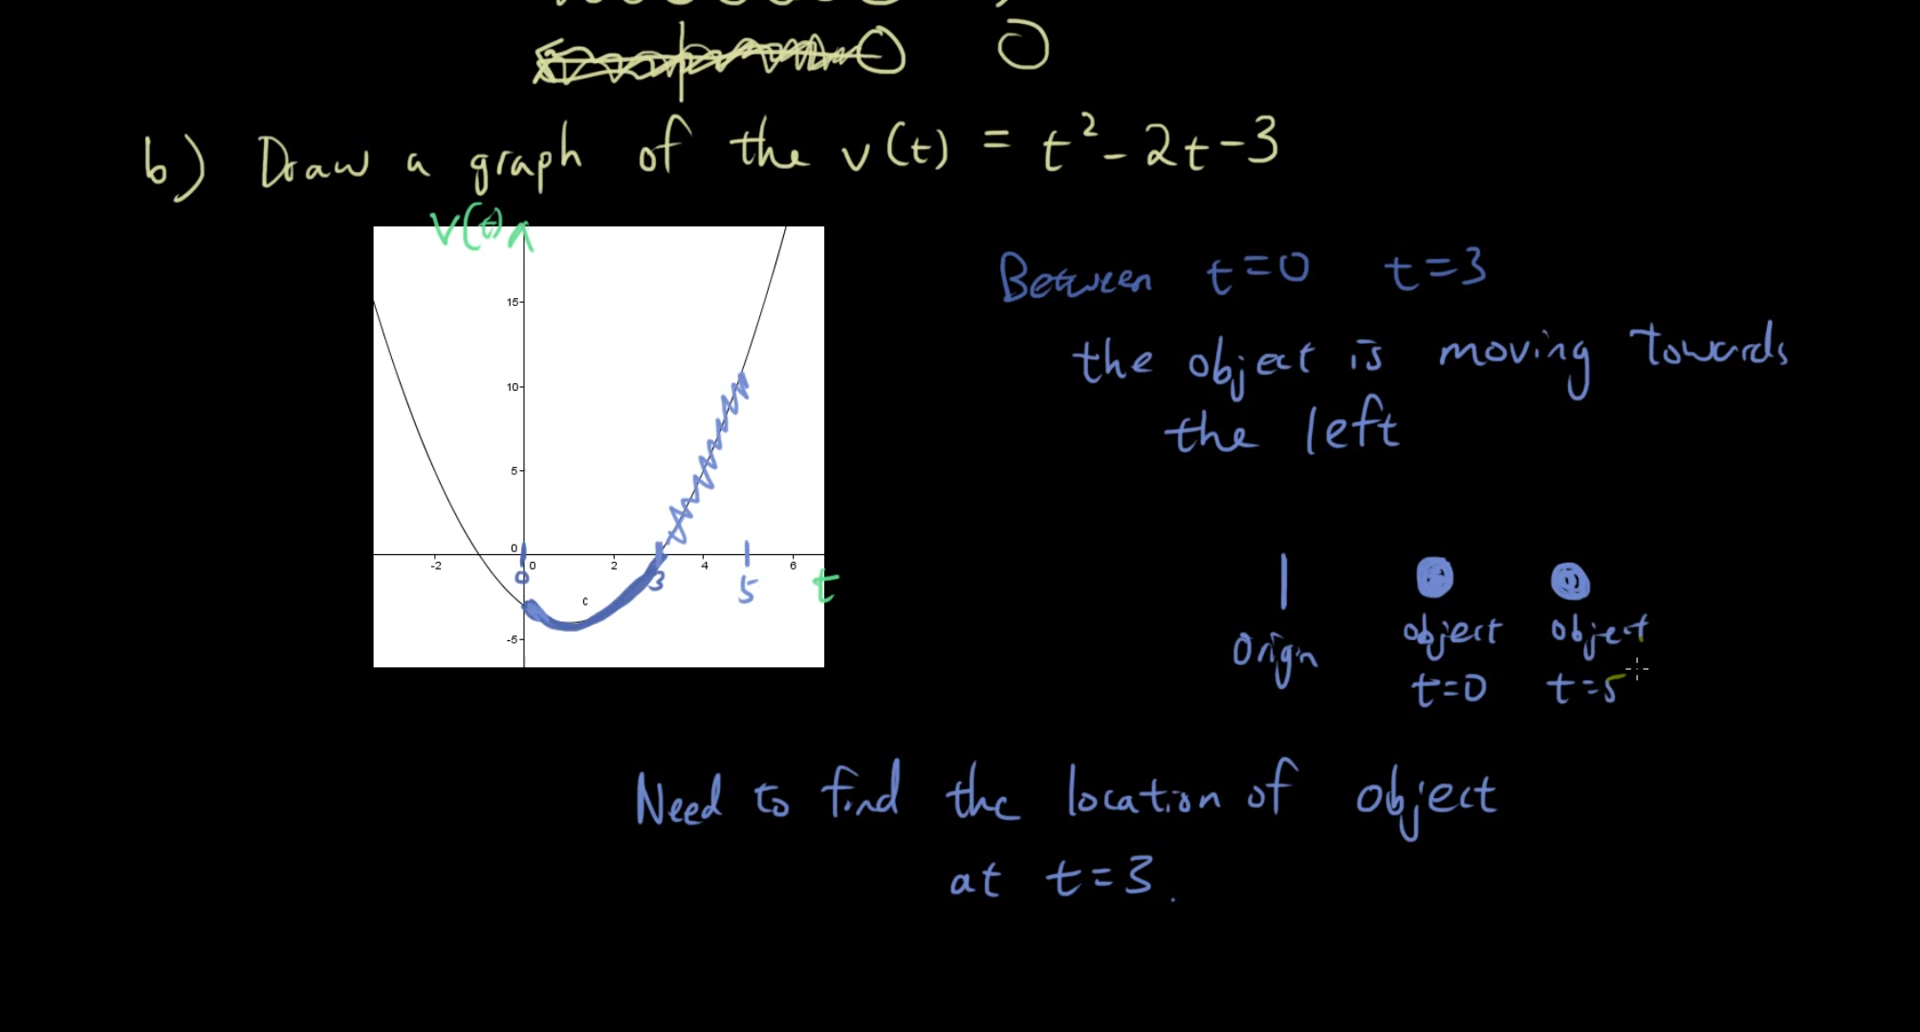 0
b) Draw a graph of the v(t) = t² - 2t - 3
v(t)
15
10
5
0
-2 0 2 4 6
0 3 5 t
c
-5
Between t=0 t=3
the object is moving towards
the left
origin
object object
t=0 t=5
Need to find the location of object
at t=3.